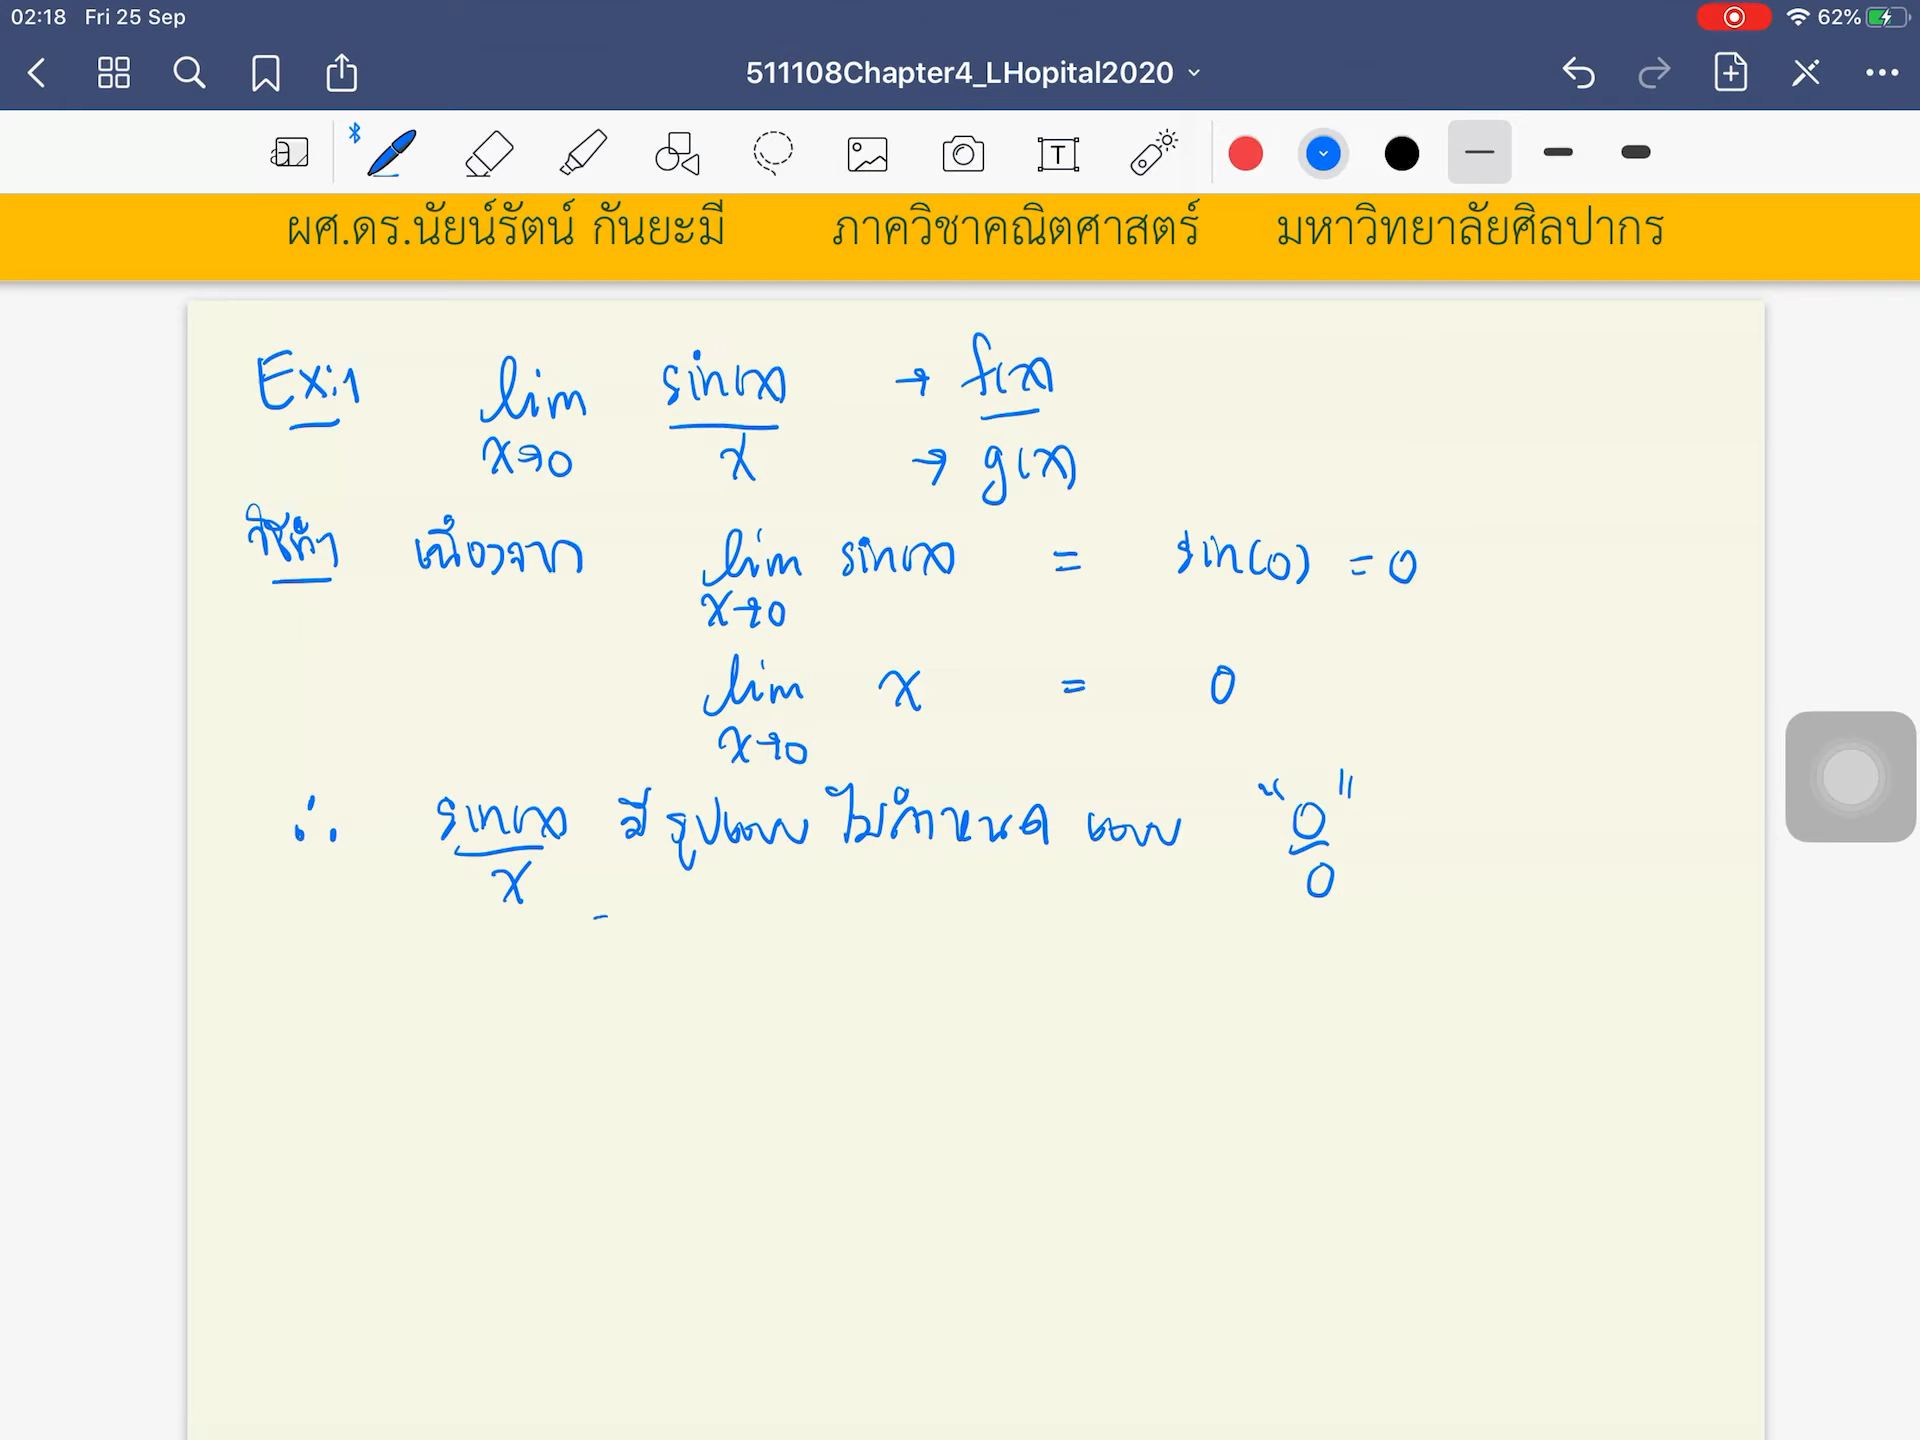 02:18 Fri 25 Sep 62%
511108Chapter4_LHopital2020
a T
ผศ.ดร.นัยน์รัตน์ กันยะมี ภาควิชาคณิตศาสตร์ มหาวิทยาลัยศิลปากร
Ex:1 lim sin(x) → f(x)
x→0 x → g(x)
วิธีทำ เนื่องจาก lim sin(x) = sin(0) = 0
x→0
lim x = 0
x→0
∴ sin(x) มีรูปแบบ ไม่กำหนด แบบ "0"
x 0